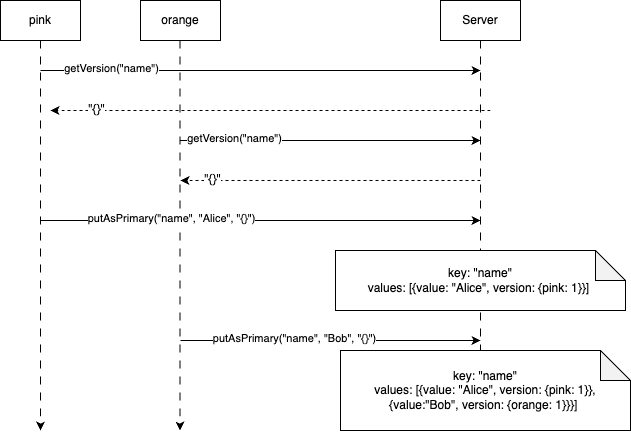 pink
orange
Server
getVersion("name")
"{}"
getVersion("name")
"{}"
putAsPrimary("name", "Alice", "{}")
key: "name"
values: [{value: "Alice", version: {pink: 1}}]
putAsPrimary("name", "Bob", "{}")
key: "name"
values: [{value: "Alice", version: {pink: 1}},
{value:"Bob", version: {orange: 1}}}]